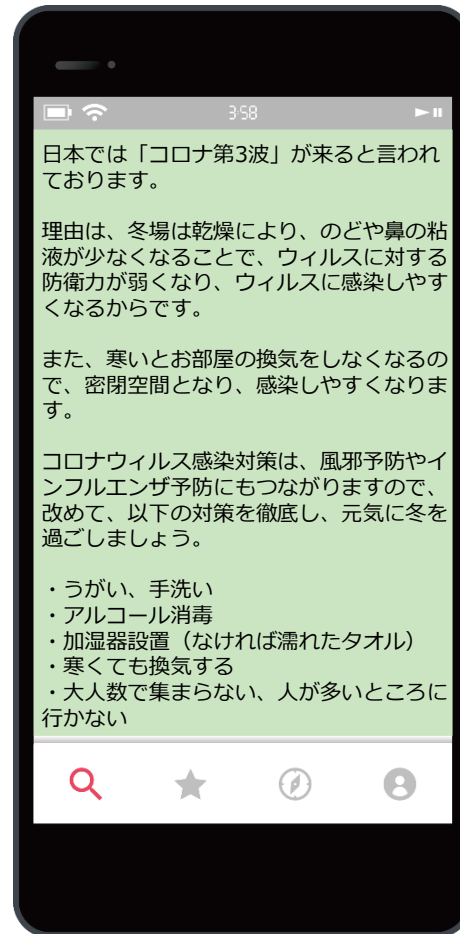 3:58
日本では「コロナ第3波」が来ると言われ
ております。
理由は、冬場は乾燥により、のどや鼻の粘
液が少なくなることで、ウィルスに対する
防衛力が弱くなり、ウィルスに感染しやす
くなるからです。
また、寒いとお部屋の換気をしなくなるの
で、密閉空間となり、感染しやすくなりま
す。
コロナウィルス感染対策は、風邪予防やイ
ンフルエンザ予防にもつながりますので、
改めて、以下の対策を徹底し、元気に冬を
過ごしましょう。
・うがい、手洗い
・アルコール消毒
・加湿器設置（なければ濡れたタオル）
・寒くても換気する
・大人数で集まらない、人が多いところに
行かない